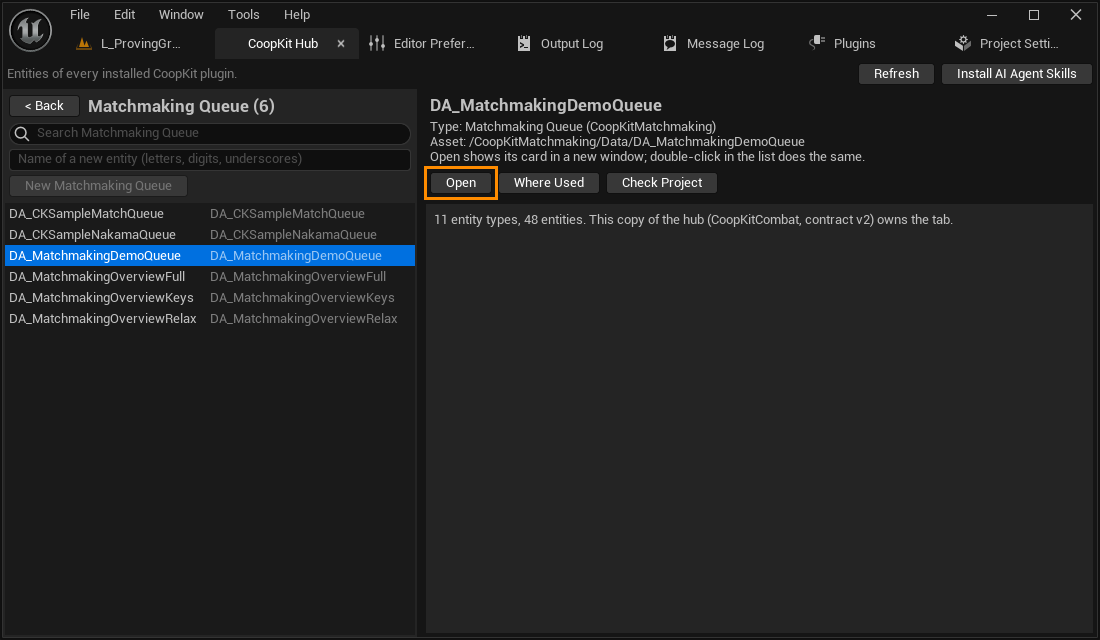 File Edit Window Tools Help
L_ProvingGr... CoopKit Hub × Editor Prefer... Output Log Message Log Plugins Project Setti...
Entities of every installed CoopKit plugin.
Refresh Install AI Agent Skills
< Back Matchmaking Queue (6)
Search Matchmaking Queue
Name of a new entity (letters, digits, underscores)
New Matchmaking Queue
DA_CKSampleMatchQueue DA_CKSampleMatchQueue
DA_CKSampleNakamaQueue DA_CKSampleNakamaQueue
DA_MatchmakingDemoQueue DA_MatchmakingDemoQueue
DA_MatchmakingOverviewFull DA_MatchmakingOverviewFull
DA_MatchmakingOverviewKeys DA_MatchmakingOverviewKeys
DA_MatchmakingOverviewRelax DA_MatchmakingOverviewRelax
DA_MatchmakingDemoQueue
Type: Matchmaking Queue (CoopKitMatchmaking)
Asset: /CoopKitMatchmaking/Data/DA_MatchmakingDemoQueue
Open shows its card in a new window; double-click in the list does the same.
Open Where Used Check Project
11 entity types, 48 entities. This copy of the hub (CoopKitCombat, contract v2) owns the tab.